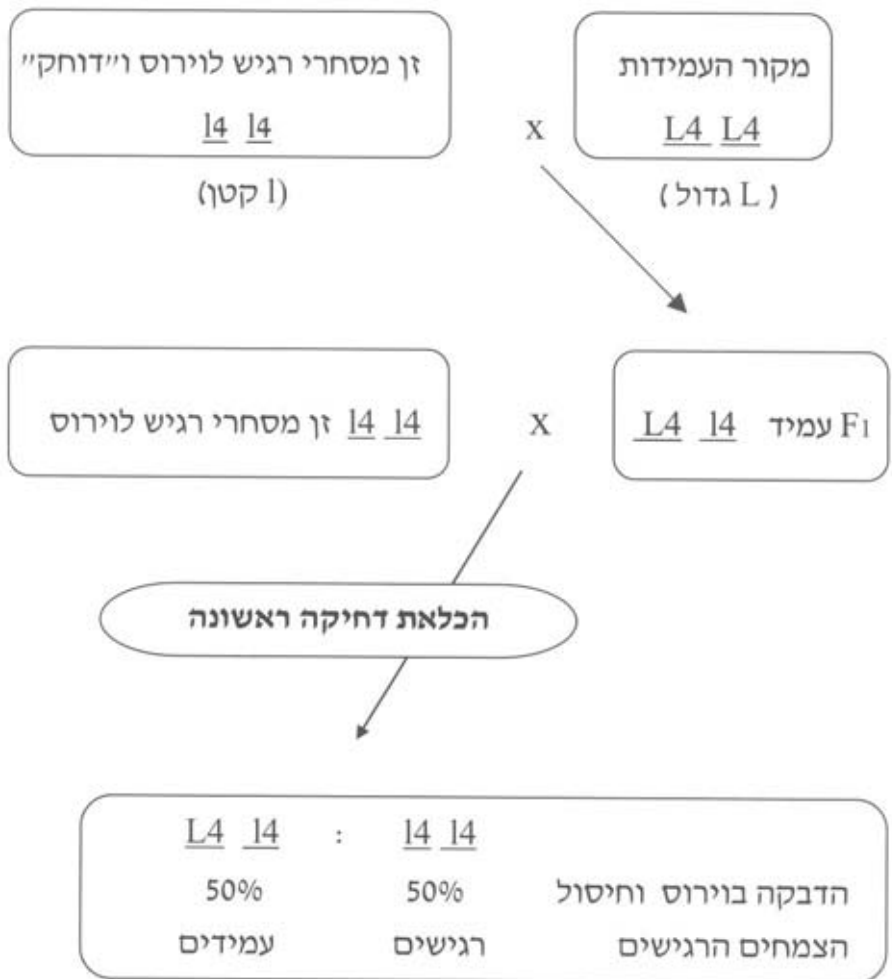 מקור העמידות
L4 L4
( L גדול )
x
זן מסחרי רגיש לוירוס ו״דוחק״
l4 l4
(l קטן)
F1 עמיד L4 l4
x
l4 l4 זן מסחרי רגיש לוירוס
הכלאת דחיקה ראשונה
L4 l4 : l4 l4
הדבקה בוירוס וחיסול 50% 50%
הצמחים הרגישים רגישים עמידים